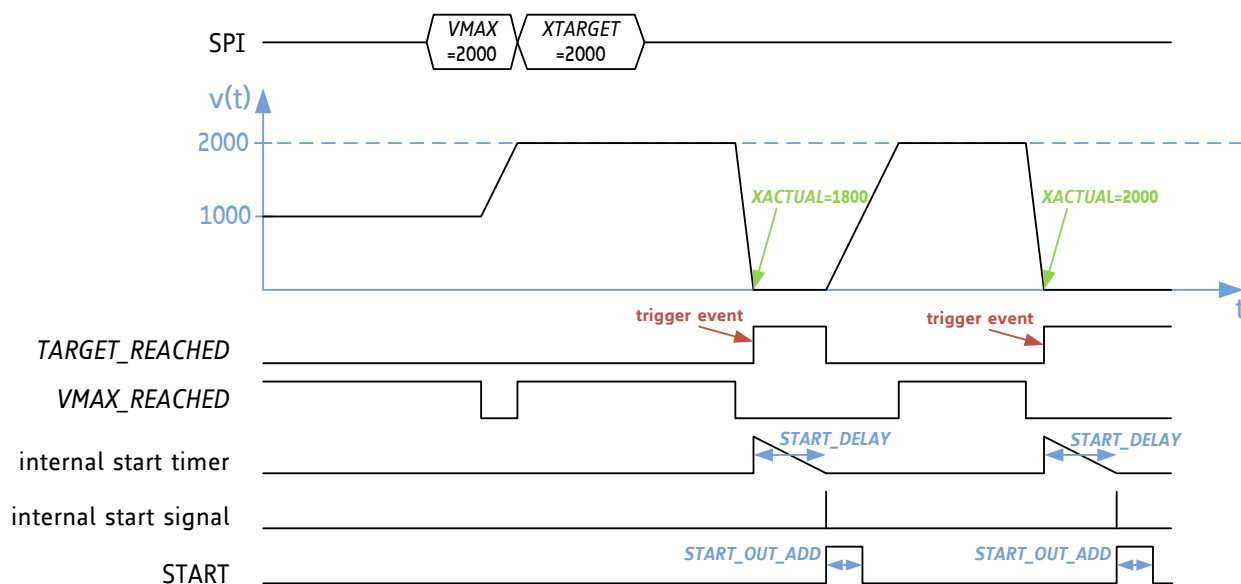 SPI
VMAX
=2000
XTARGET
=2000
v(t)
2000
1000
XACTUAL=1800
XACTUAL=2000
t
trigger event
trigger event
TARGET_REACHED
VMAX_REACHED
START_DELAY
START_DELAY
internal start timer
internal start signal
START_OUT_ADD
START_OUT_ADD
START